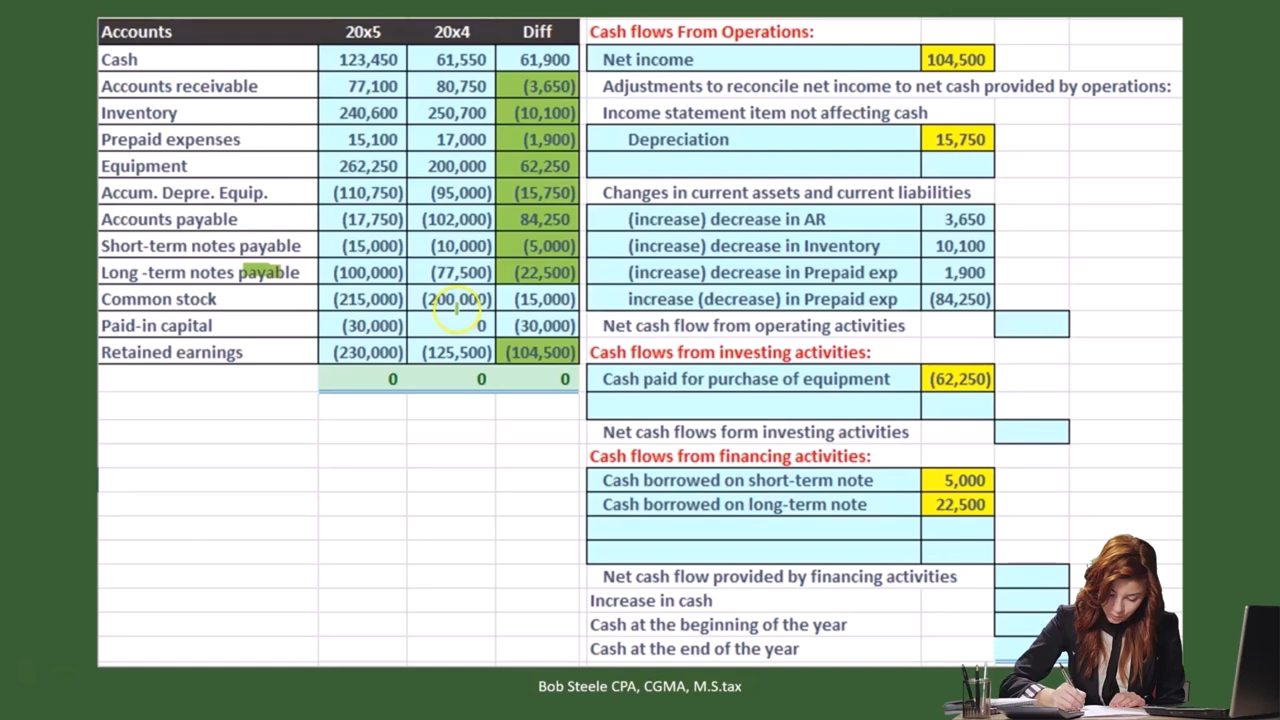 Accounts 20x5 20x4 Diff
Cash 123,450 61,550 61,900
Accounts receivable 77,100 80,750 (3,650)
Inventory 240,600 250,700 (10,100)
Prepaid expenses 15,100 17,000 (1,900)
Equipment 262,250 200,000 62,250
Accum. Depre. Equip. (110,750) (95,000) (15,750)
Accounts payable (17,750) (102,000) 84,250
Short-term notes payable (15,000) (10,000) (5,000)
Long -term notes payable (100,000) (77,500) (22,500)
Common stock (215,000) (200,000) (15,000)
Paid-in capital (30,000) 0 (30,000)
Retained earnings (230,000) (125,500) (104,500)
0 0 0
Cash flows From Operations:
Net income 104,500
Adjustments to reconcile net income to net cash provided by operations:
Income statement item not affecting cash
Depreciation 15,750
Changes in current assets and current liabilities
(increase) decrease in AR 3,650
(increase) decrease in Inventory 10,100
(increase) decrease in Prepaid exp 1,900
increase (decrease) in Prepaid exp (84,250)
Net cash flow from operating activities
Cash flows from investing activities:
Cash paid for purchase of equipment (62,250)
Net cash flows form investing activities
Cash flows from financing activities:
Cash borrowed on short-term note 5,000
Cash borrowed on long-term note 22,500
Net cash flow provided by financing activities
Increase in cash
Cash at the beginning of the year
Cash at the end of the year
Bob Steele CPA, CGMA, M.S.tax